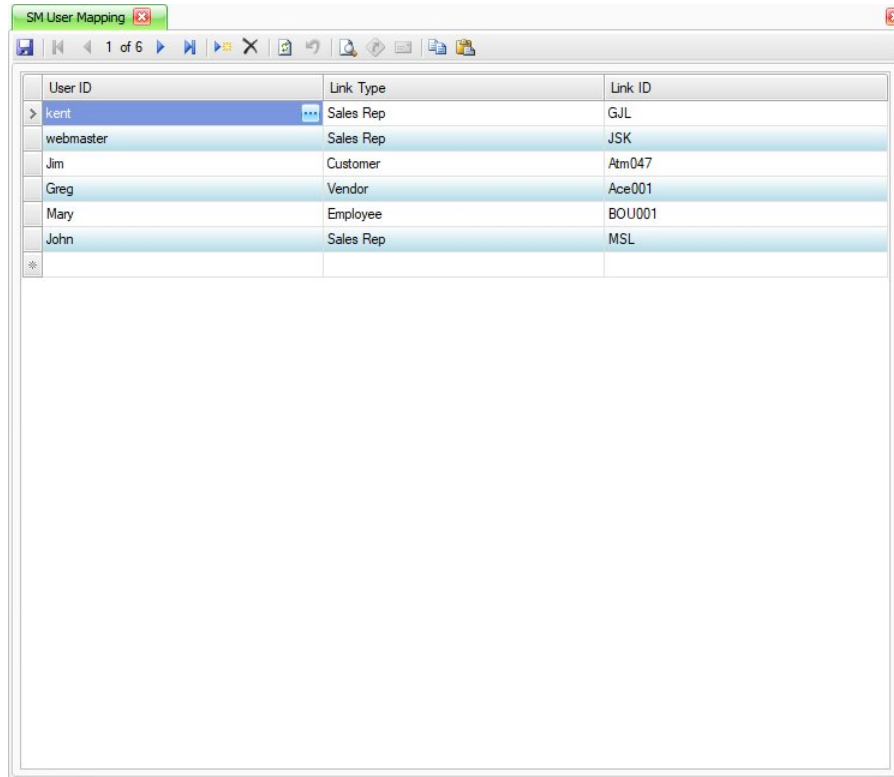 SM User Mapping
1 of 6
User ID Link Type Link ID
kent Sales Rep GJL
webmaster Sales Rep JSK
Jim Customer Atm047
Greg Vendor Ace001
Mary Employee BOU001
John Sales Rep MSL